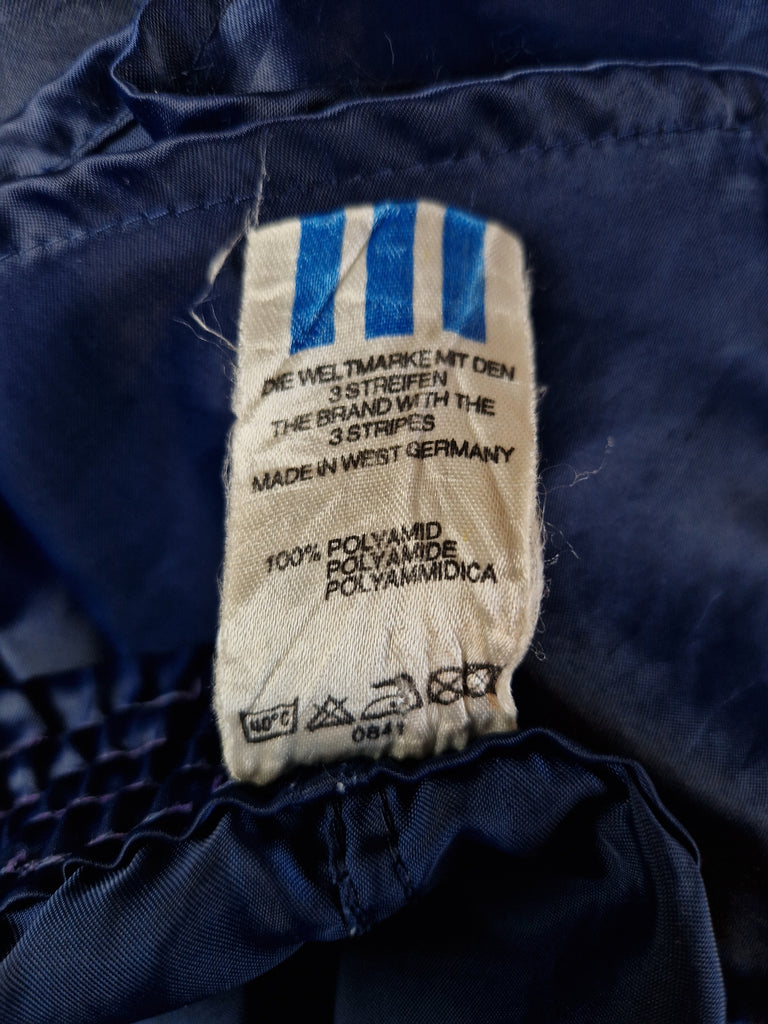 DIE WELTMARKE MIT DEN
3 STREIFEN
THE BRAND WITH THE
3 STRIPES
MADE IN WEST GERMANY
100% POLYAMID
POLYAMIDE
POLYAMMIDICA
40°C
0841